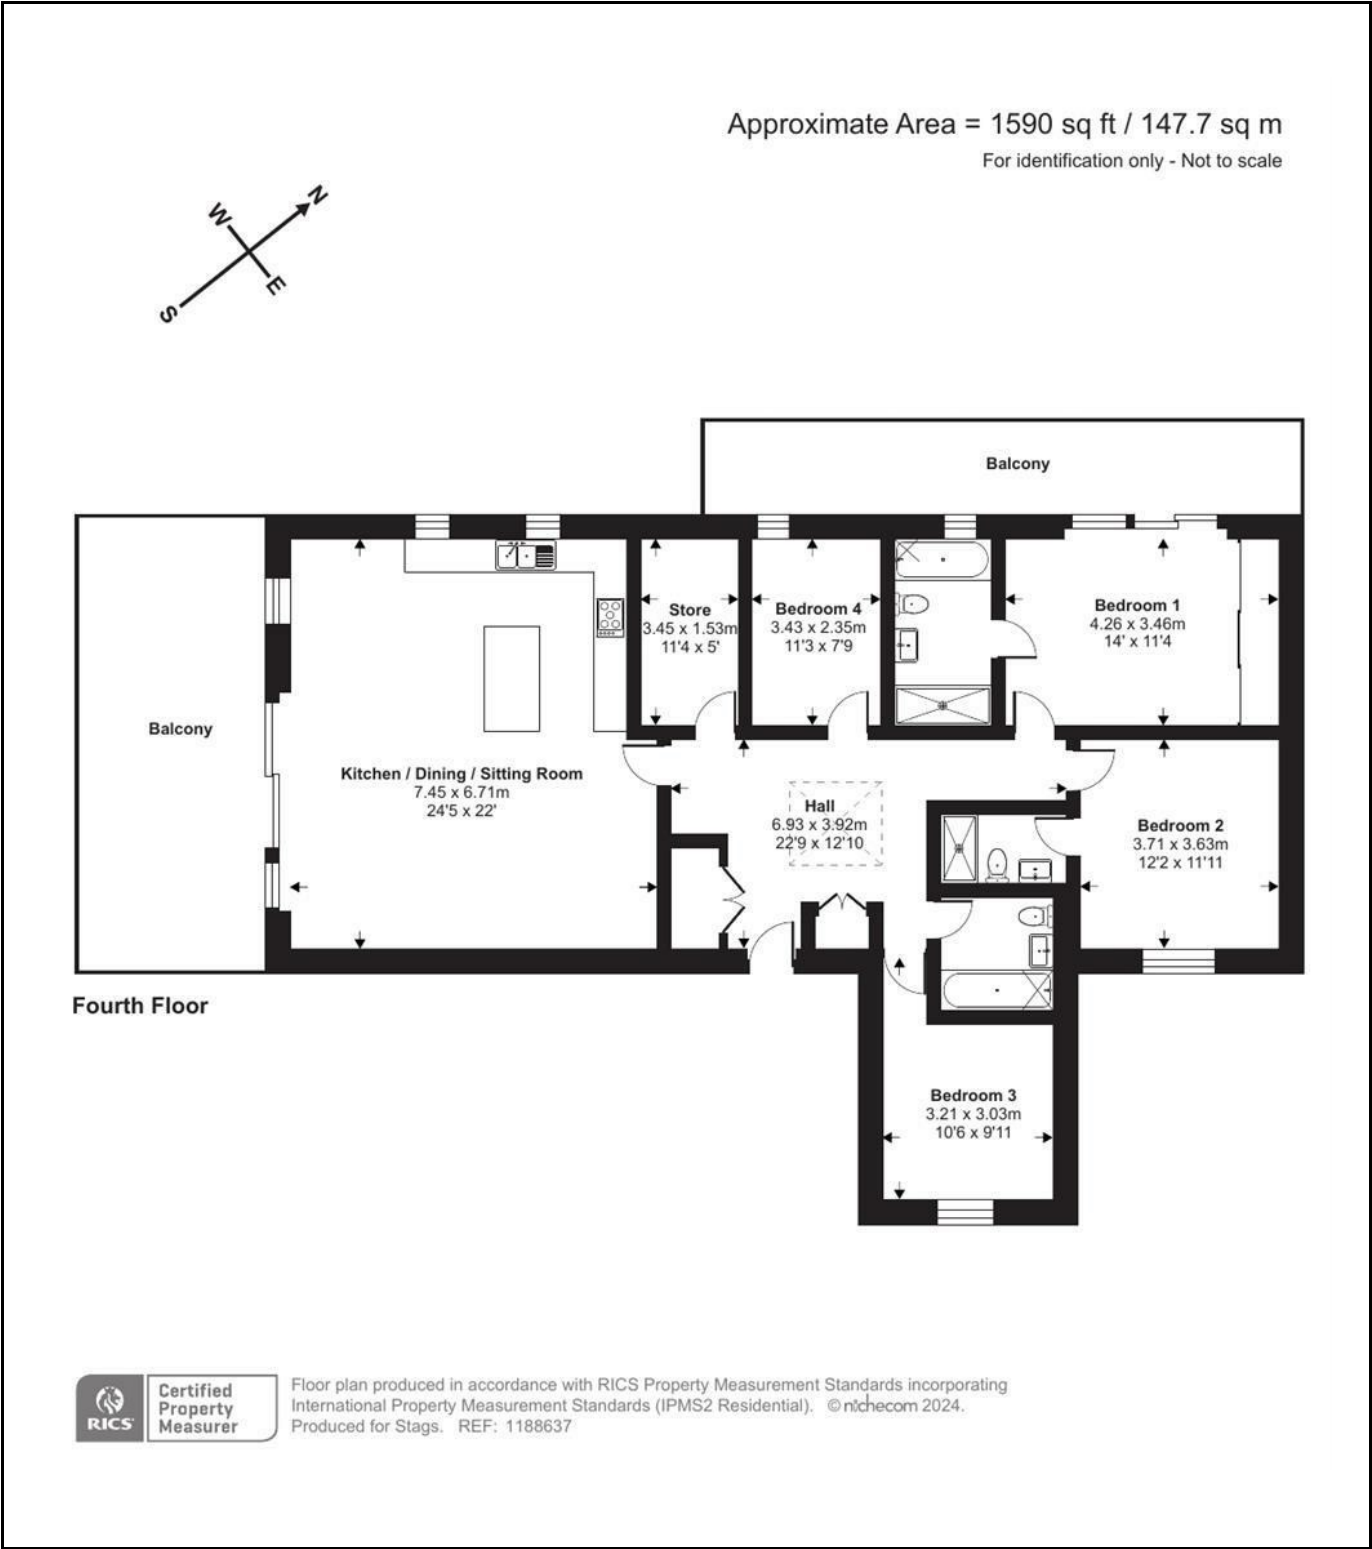 Approximate Area = 1590 sq ft / 147.7 sq m
For identification only - Not to scale
N
W
E
S
Balcony
Balcony
Kitchen / Dining / Sitting Room
7.45 x 6.71m
24'5 x 22'
Store
3.45 x 1.53m
11'4 x 5'
Bedroom 4
3.43 x 2.35m
11'3 x 7'9
Bedroom 1
4.26 x 3.46m
14' x 11'4
Hall
6.93 x 3.92m
22'9 x 12'10
Bedroom 2
3.71 x 3.63m
12'2 x 11'11
Bedroom 3
3.21 x 3.03m
10'6 x 9'11
Fourth Floor
RICS
Certified
Property
Measurer
Floor plan produced in accordance with RICS Property Measurement Standards incorporating
International Property Measurement Standards (IPMS2 Residential). © nichecom 2024.
Produced for Stags. REF: 1188637